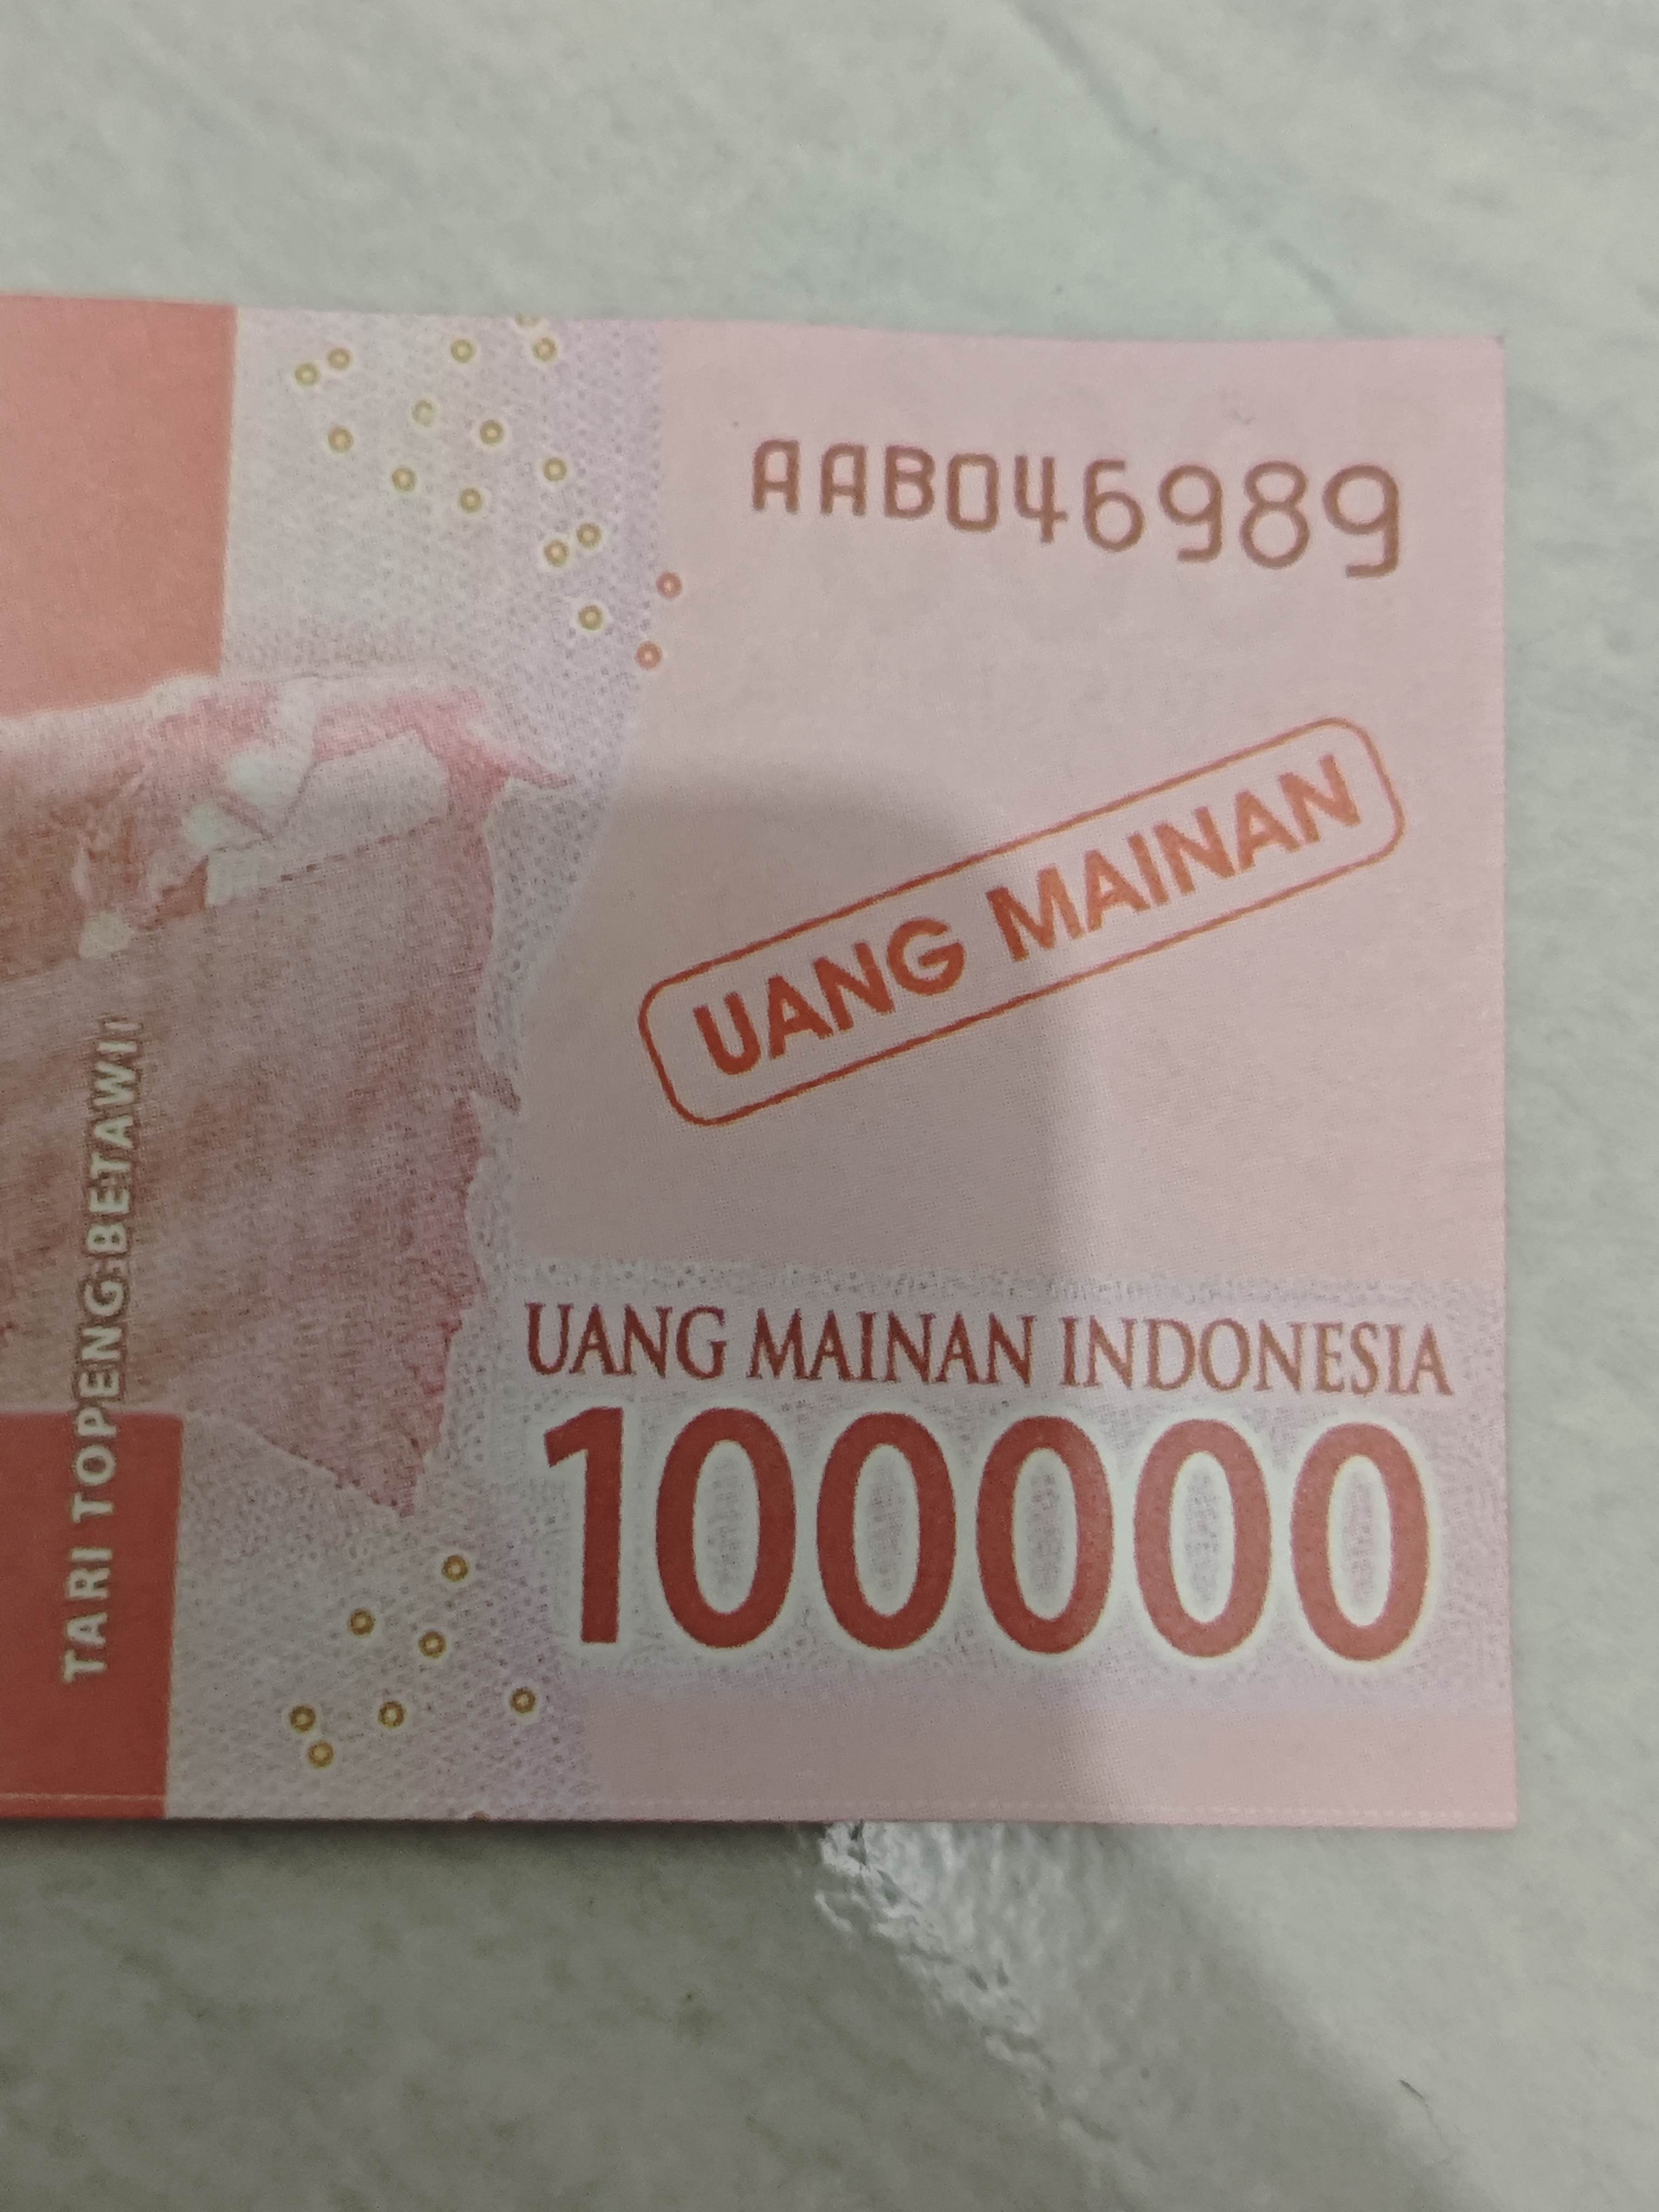 AAB046989
UANG MAINAN
UANG MAINAN INDONESIA
100000
TARI TOPENG BETAWI